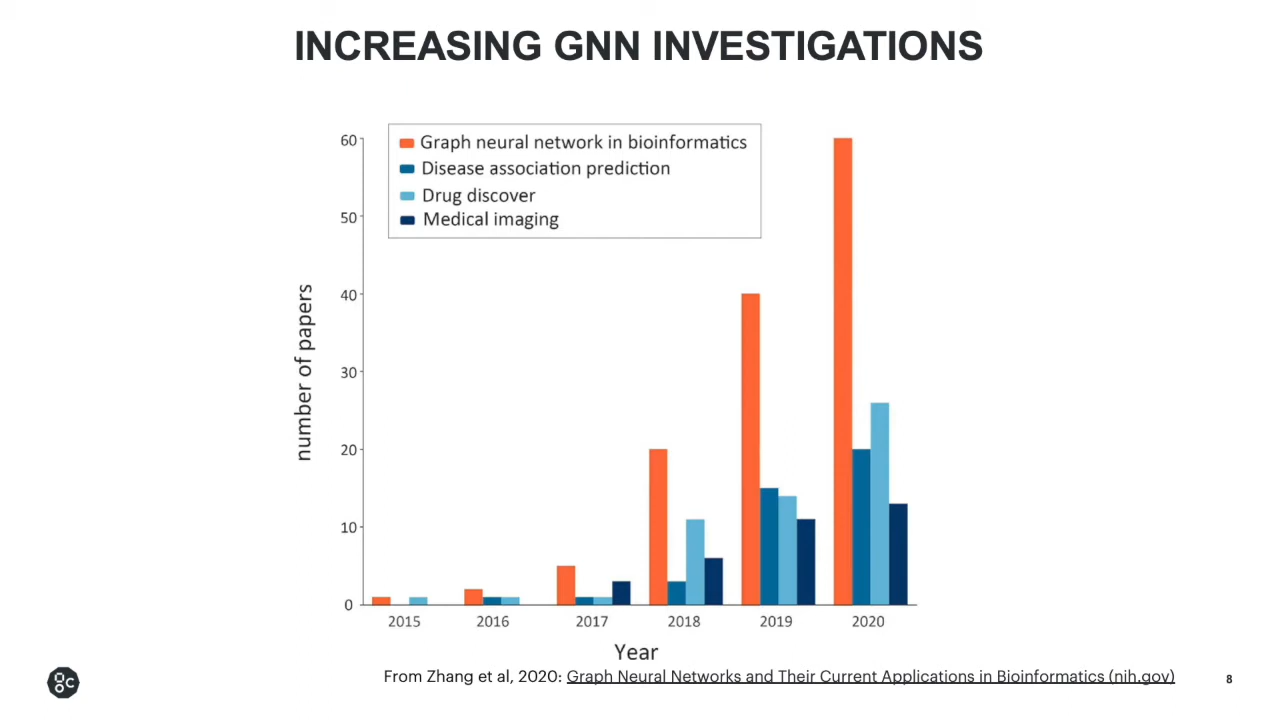 INCREASING GNN INVESTIGATIONS
Graph neural network in bioinformatics
Disease association prediction
Drug discover
Medical imaging
number of papers
60
50
40
30
20
10
0
2015 2016 2017 2018 2019 2020
Year
From Zhang et al, 2020: Graph Neural Networks and Their Current Applications in Bioinformatics (nih.gov)
8